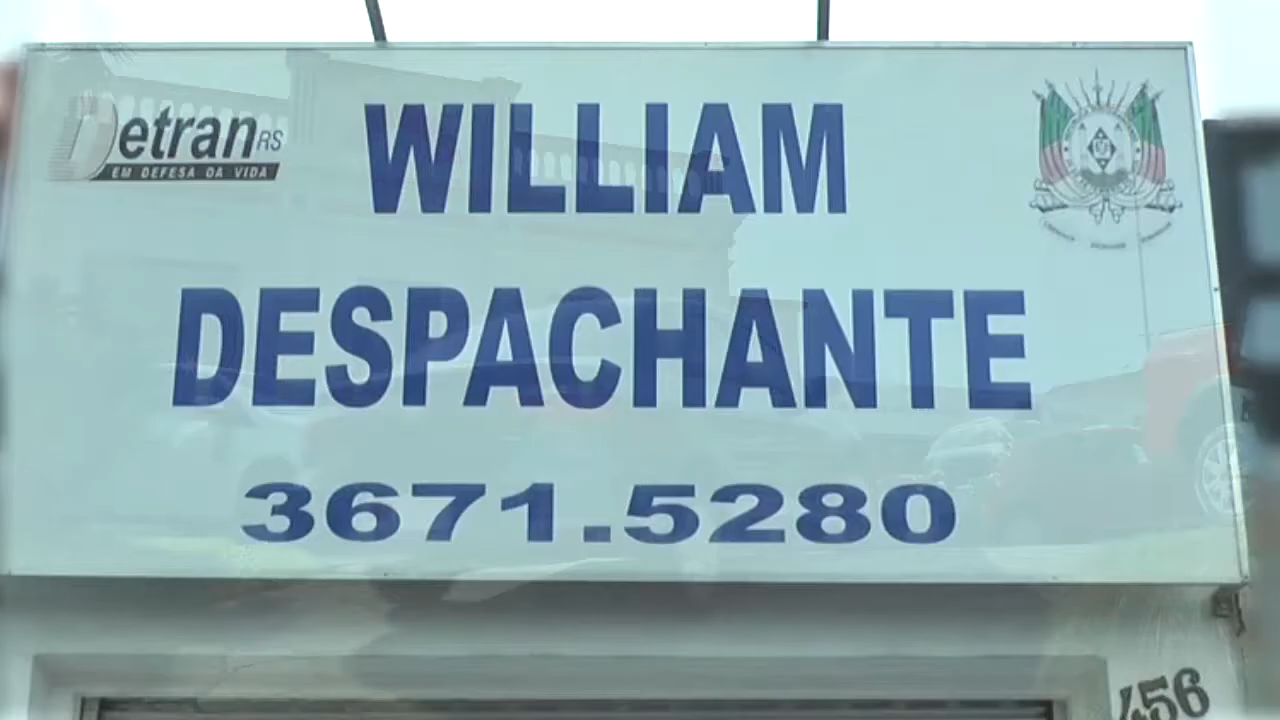 Detran RS
EM DEFESA DA VIDA
WILLIAM
DESPACHANTE
3671.5280
456